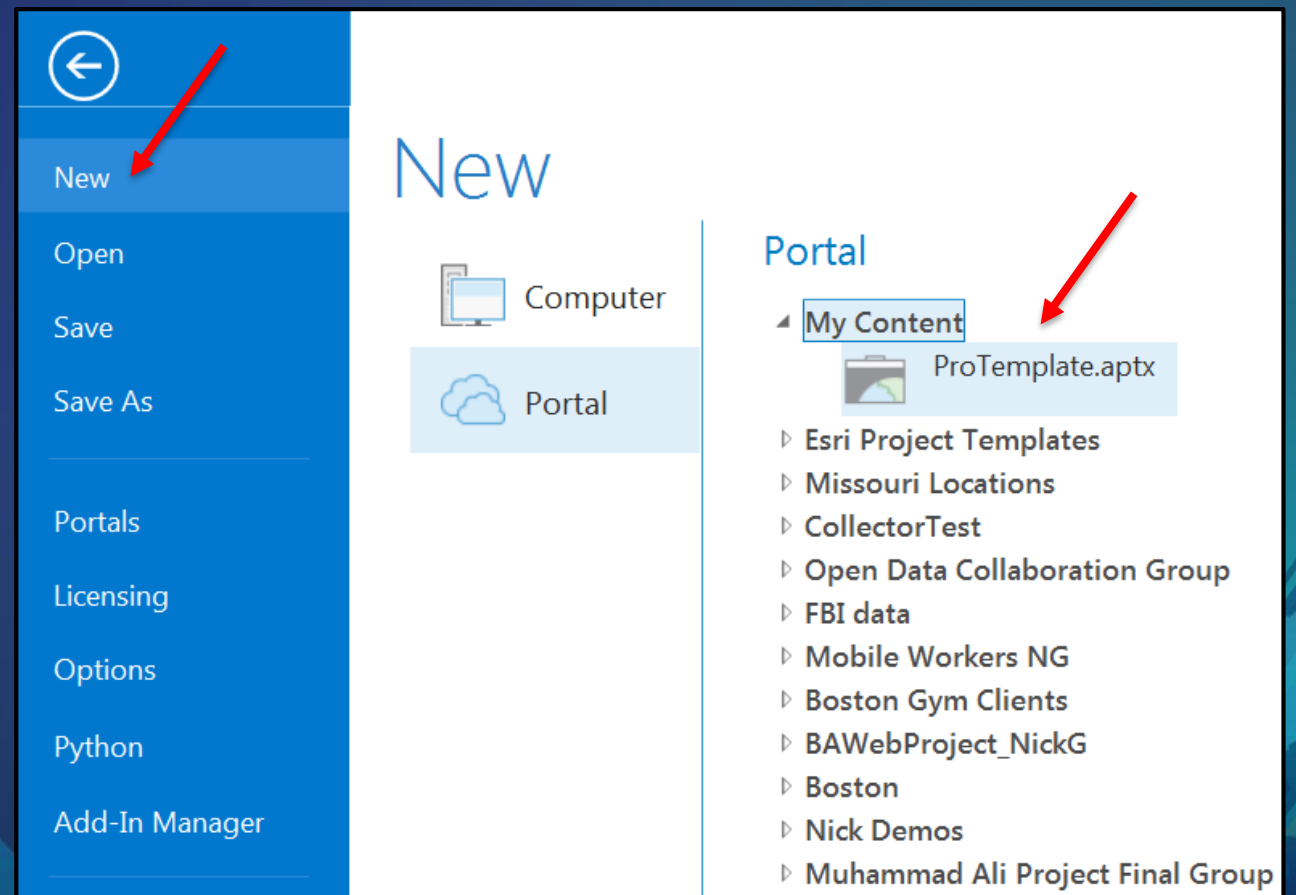 New
Open
Save
Save As
Portals
Licensing
Options
Python
Add-In Manager
New
Computer
Portal
Portal
My Content
ProTemplate.aptx
Esri Project Templates
Missouri Locations
CollectorTest
Open Data Collaboration Group
FBI data
Mobile Workers NG
Boston Gym Clients
BAWebProject_NickG
Boston
Nick Demos
Muhammad Ali Project Final Group